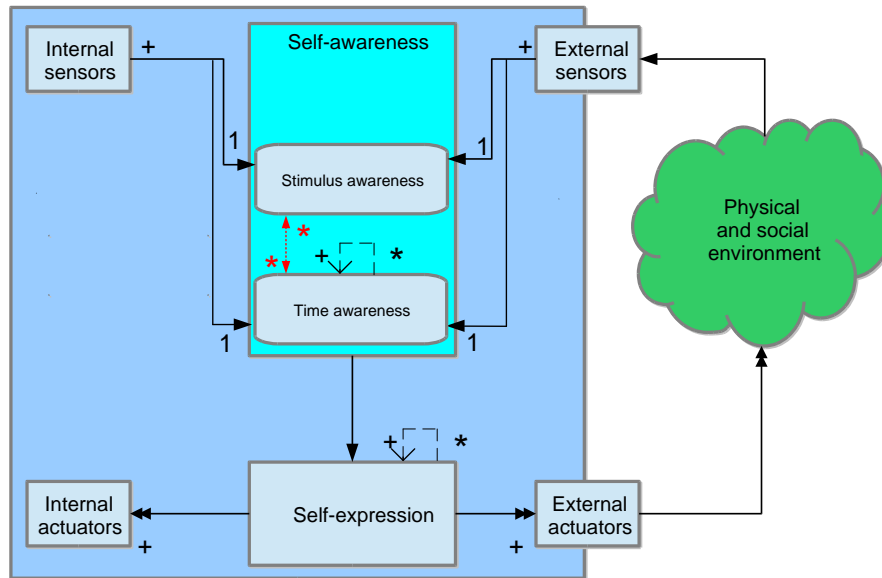 Internal
sensors
+
Self-awareness
+
External
sensors
1
1
Stimulus awareness
Physical
and social
environment
*
*
+
*
Time awareness
1
1
+
*
Internal
actuators
+
Self-expression
+
External
actuators